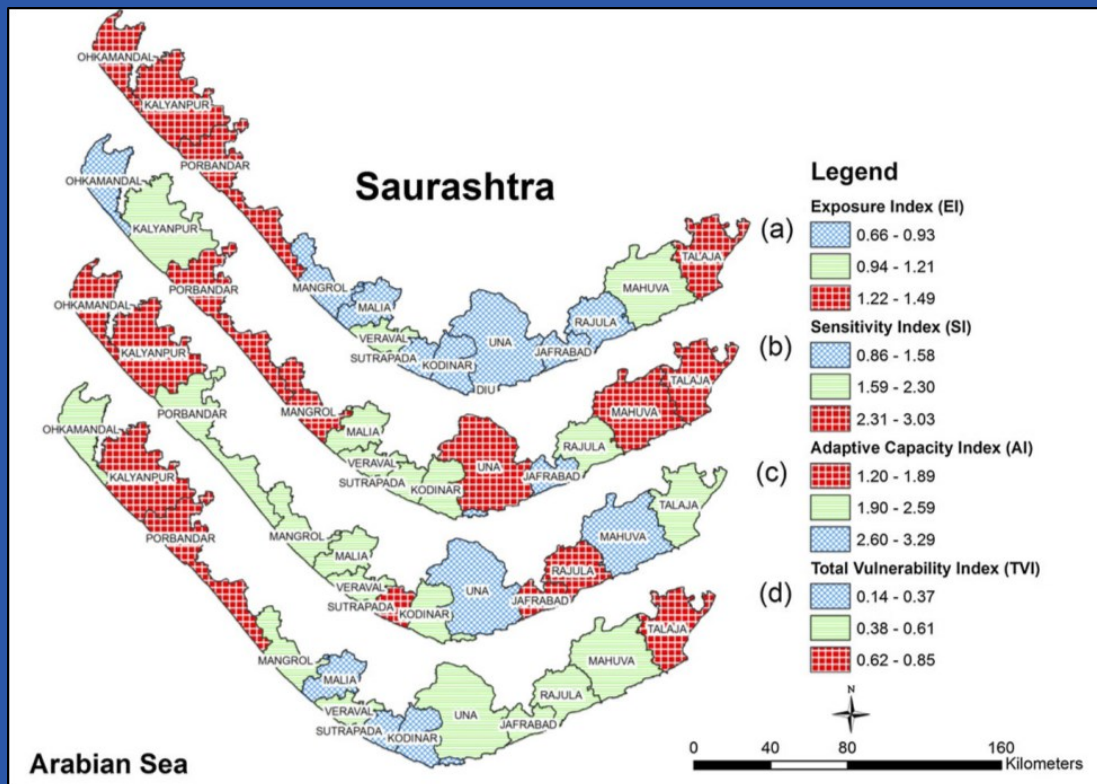 Saurashtra
OHKAMANDAL
KALYANPUR
PORBANDAR
MANGROL
MALIA
VERAVAL
SUTRAPADA
KODINAR
UNA
DIU
JAFRABAD
RAJULA
MAHUVA
TALAJA
(a)
OHKAMANDAL
KALYANPUR
PORBANDAR
MANGROL
MALIA
VERAVAL
SUTRAPADA
KODINAR
UNA
JAFRABAD
RAJULA
MAHUVA
TALAJA
(b)
OHKAMANDAL
KALYANPUR
PORBANDAR
MANGROL
MALIA
VERAVAL
SUTRAPADA
KODINAR
UNA
JAFRABAD
RAJULA
MAHUVA
TALAJA
(c)
OHKAMANDAL
KALYANPUR
PORBANDAR
MANGROL
MALIA
VERAVAL
SUTRAPADA
KODINAR
UNA
JAFRABAD
RAJULA
MAHUVA
TALAJA
(d)
Legend
Exposure Index (EI)
0.66 - 0.93
0.94 - 1.21
1.22 - 1.49
Sensitivity Index (SI)
0.86 - 1.58
1.59 - 2.30
2.31 - 3.03
Adaptive Capacity Index (AI)
1.20 - 1.89
1.90 - 2.59
2.60 - 3.29
Total Vulnerability Index (TVI)
0.14 - 0.37
0.38 - 0.61
0.62 - 0.85
N
0 40 80 160
Kilometers
Arabian Sea